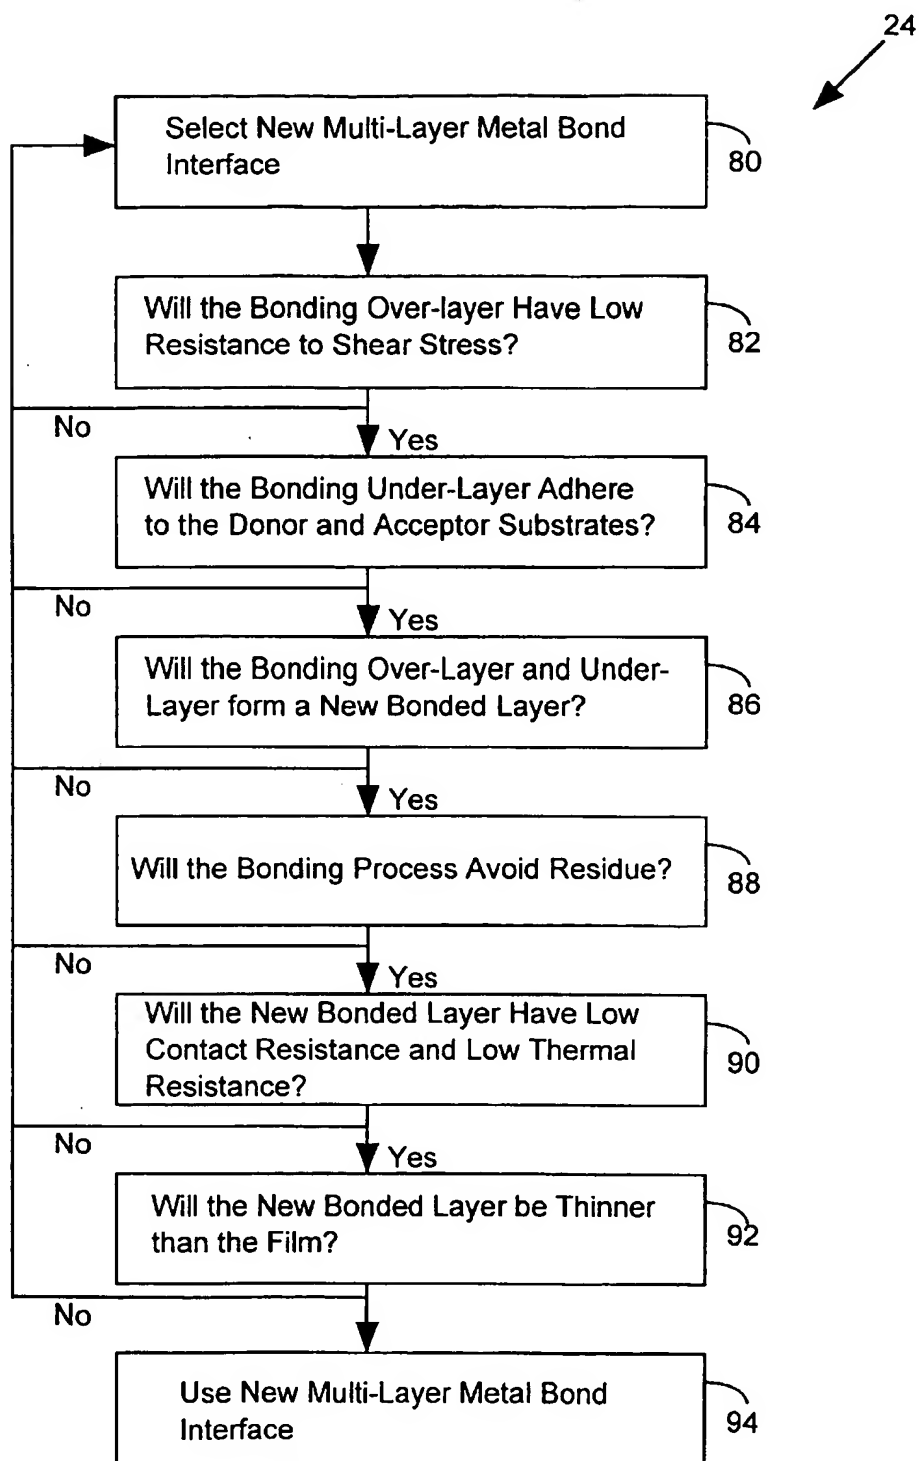 24
Select New Multi-Layer Metal Bond
Interface
80
Will the Bonding Over-layer Have Low
Resistance to Shear Stress?
82
No
Yes
Will the Bonding Under-Layer Adhere
to the Donor and Acceptor Substrates?
84
No
Yes
Will the Bonding Over-Layer and Under-
Layer form a New Bonded Layer?
86
No
Yes
Will the Bonding Process Avoid Residue?
88
No
Yes
Will the New Bonded Layer Have Low
Contact Resistance and Low Thermal
Resistance?
90
No
Yes
Will the New Bonded Layer be Thinner
than the Film?
92
No
Use New Multi-Layer Metal Bond
Interface
94